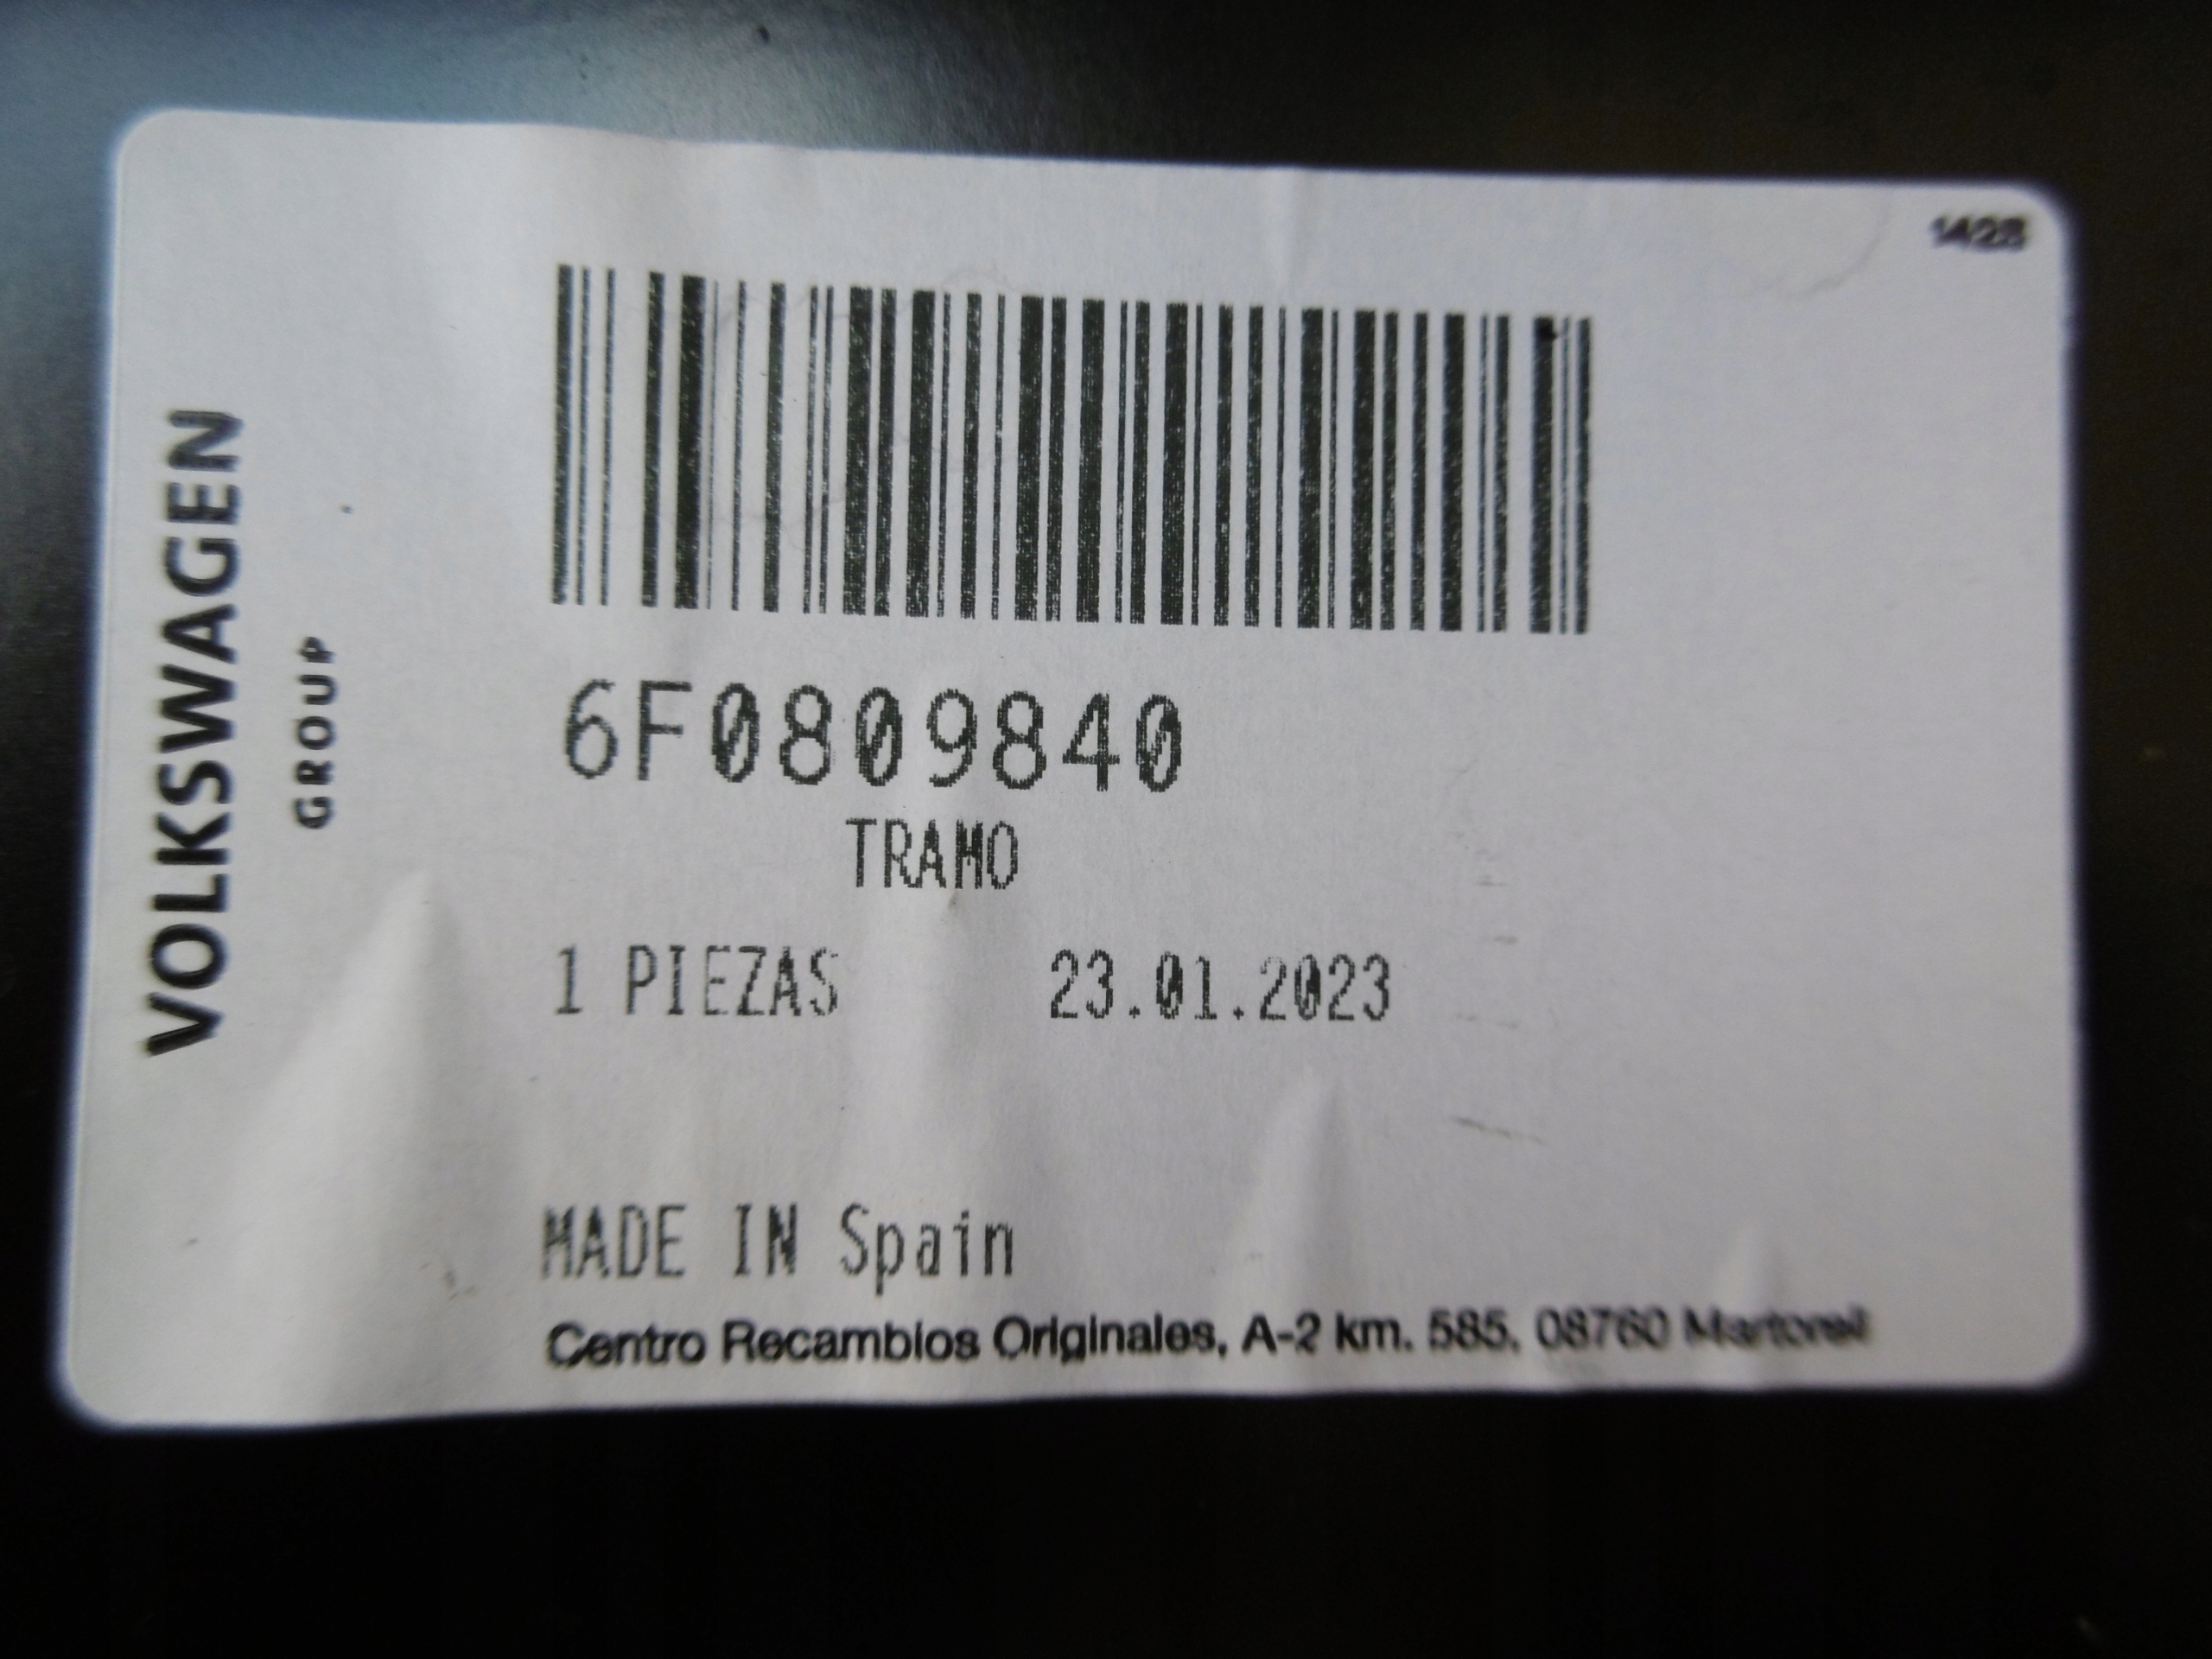 1428
VOLKSWAGEN
GROUP
6F0809840
TRAMO
1 PIEZAS 23.01.2023
MADE IN Spain
Centro Recambios Originales, A-2 km. 585, 08760 Martorell